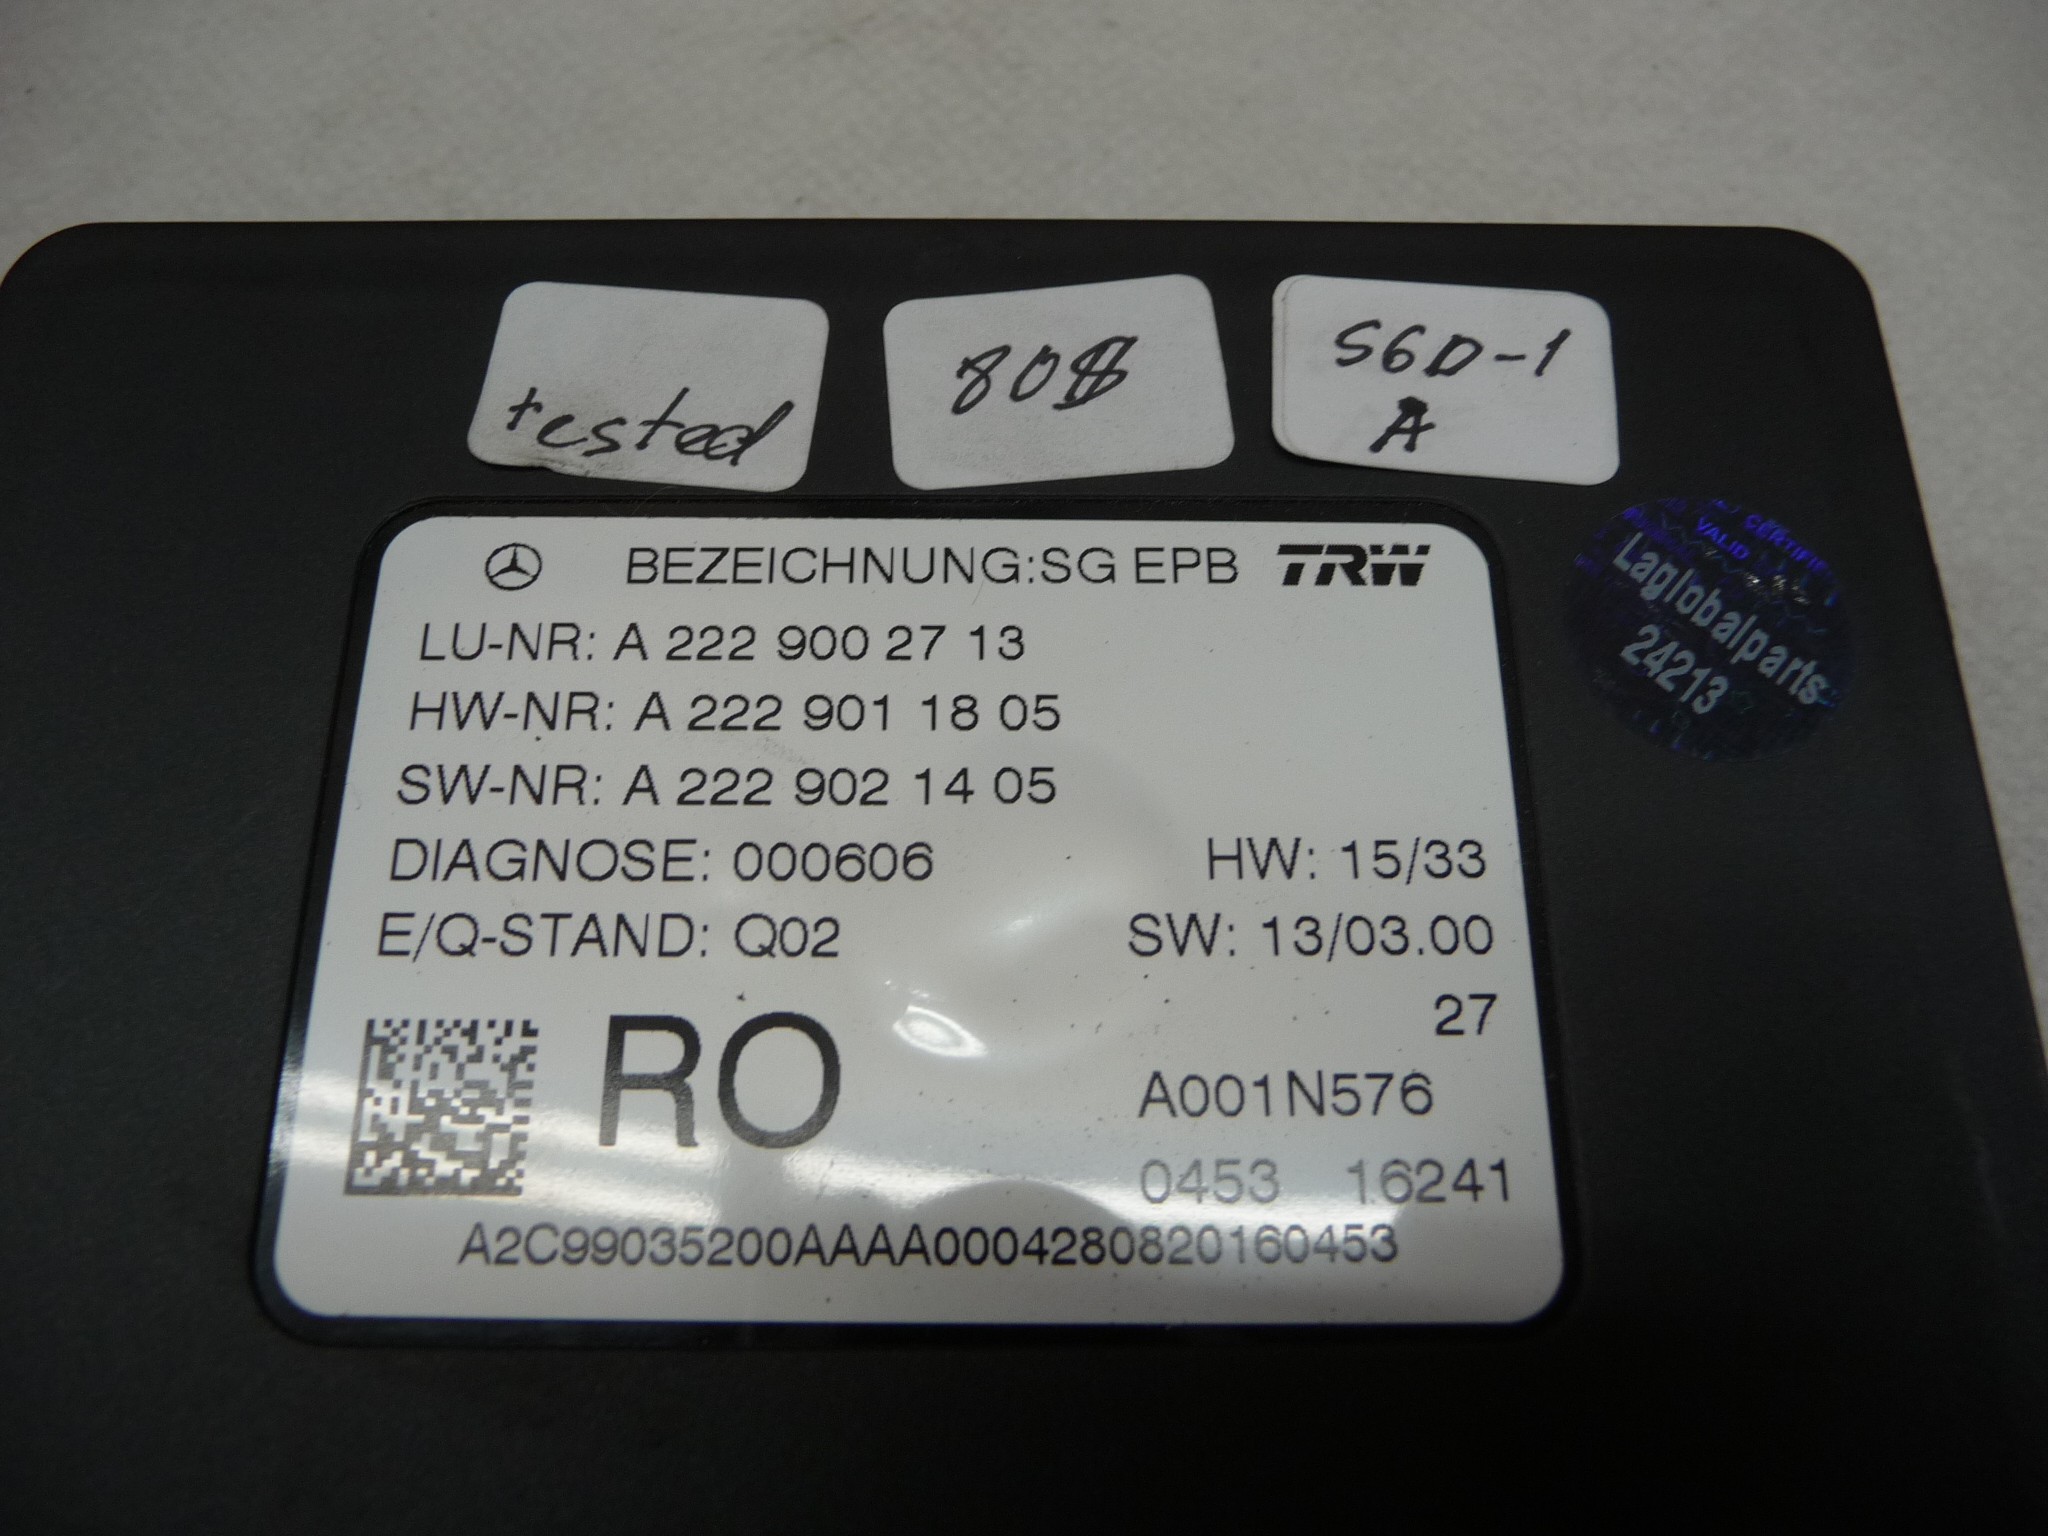 tested
808
S6D-1
A
BEZEICHNUNG:SG EPB TRW
LU-NR: A 222 900 27 13
HW-NR: A 222 901 18 05
SW-NR: A 222 902 14 05
DIAGNOSE: 000606 HW: 15/33
E/Q-STAND: Q02 SW: 13/03.00
27
RO
A001N576
0453 16241
A2C99035200AAAA0004280820160453
VALID
Laglobalparts
24213